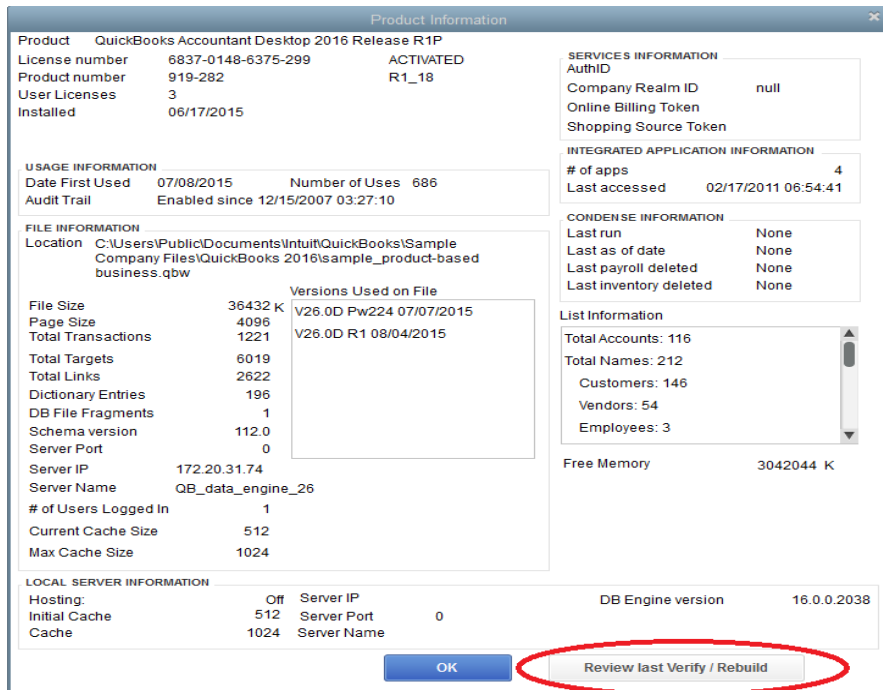 Product Information
Product QuickBooks Accountant Desktop 2016 Release R1P
License number 6837-0148-6375-299 ACTIVATED
Product number 919-282 R1_18
User Licenses 3
Installed 06/17/2015
USAGE INFORMATION
Date First Used 07/08/2015 Number of Uses 686
Audit Trail Enabled since 12/15/2007 03:27:10
FILE INFORMATION
Location C:\Users\Public\Documents\Intuit\QuickBooks\Sample
Company Files\QuickBooks 2016\sample_product-based
business.qbw
Versions Used on File
V26.0D Pw224 07/07/2015
V26.0D R1 08/04/2015
File Size 36432 K
Page Size 4096
Total Transactions 1221
Total Targets 6019
Total Links 2622
Dictionary Entries 196
DB File Fragments 1
Schema version 112.0
Server Port 0
Server IP 172.20.31.74
Server Name QB_data_engine_26
# of Users Logged In 1
Current Cache Size 512
Max Cache Size 1024
SERVICES INFORMATION
AuthID
Company Realm ID null
Online Billing Token
Shopping Source Token
INTEGRATED APPLICATION INFORMATION
# of apps 4
Last accessed 02/17/2011 06:54:41
CONDENSE INFORMATION
Last run None
Last as of date None
Last payroll deleted None
Last inventory deleted None
List Information
Total Accounts: 116
Total Names: 212
Customers: 146
Vendors: 54
Employees: 3
Free Memory 3042044 K
LOCAL SERVER INFORMATION
Hosting: Off Server IP DB Engine version 16.0.0.2038
Initial Cache 512 Server Port 0
Cache 1024 Server Name
OK
Review last Verify / Rebuild